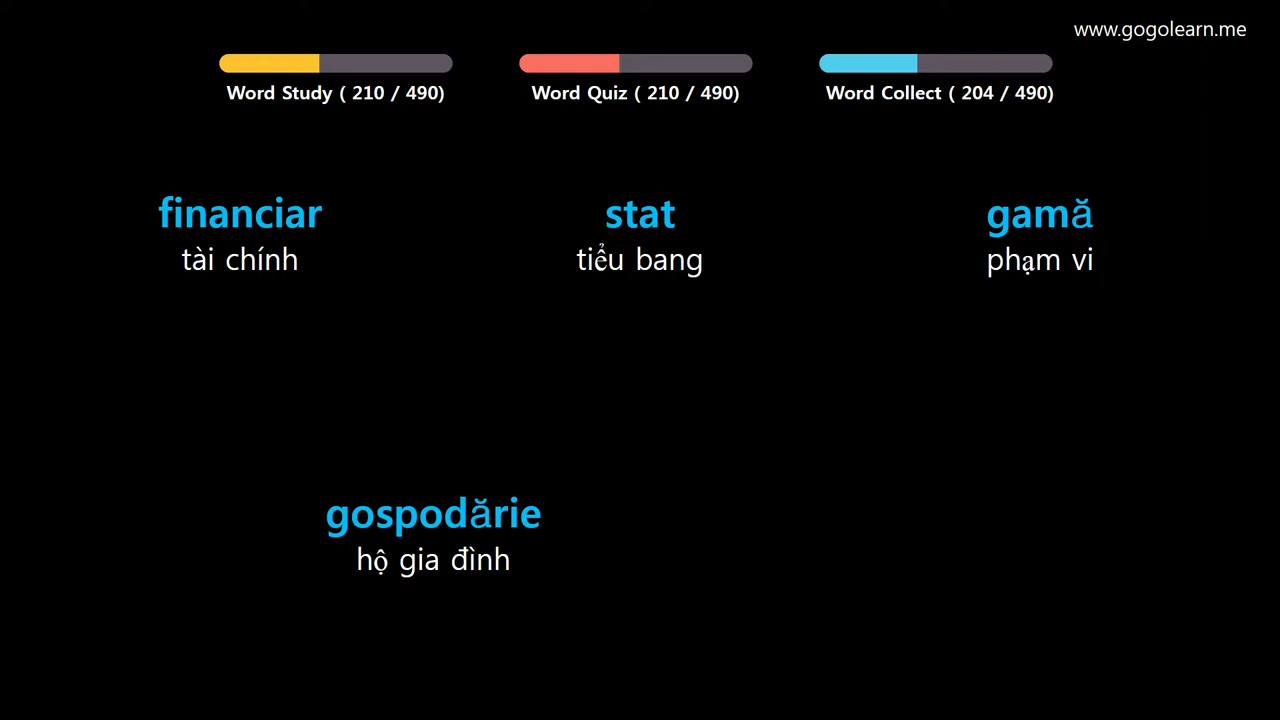 www.gogolearn.me
Word Study ( 210 / 490)
Word Quiz ( 210 / 490)
Word Collect ( 204 / 490)
financiar
tài chính
stat
tiểu bang
gamă
phạm vi
gospodărie
hộ gia đình